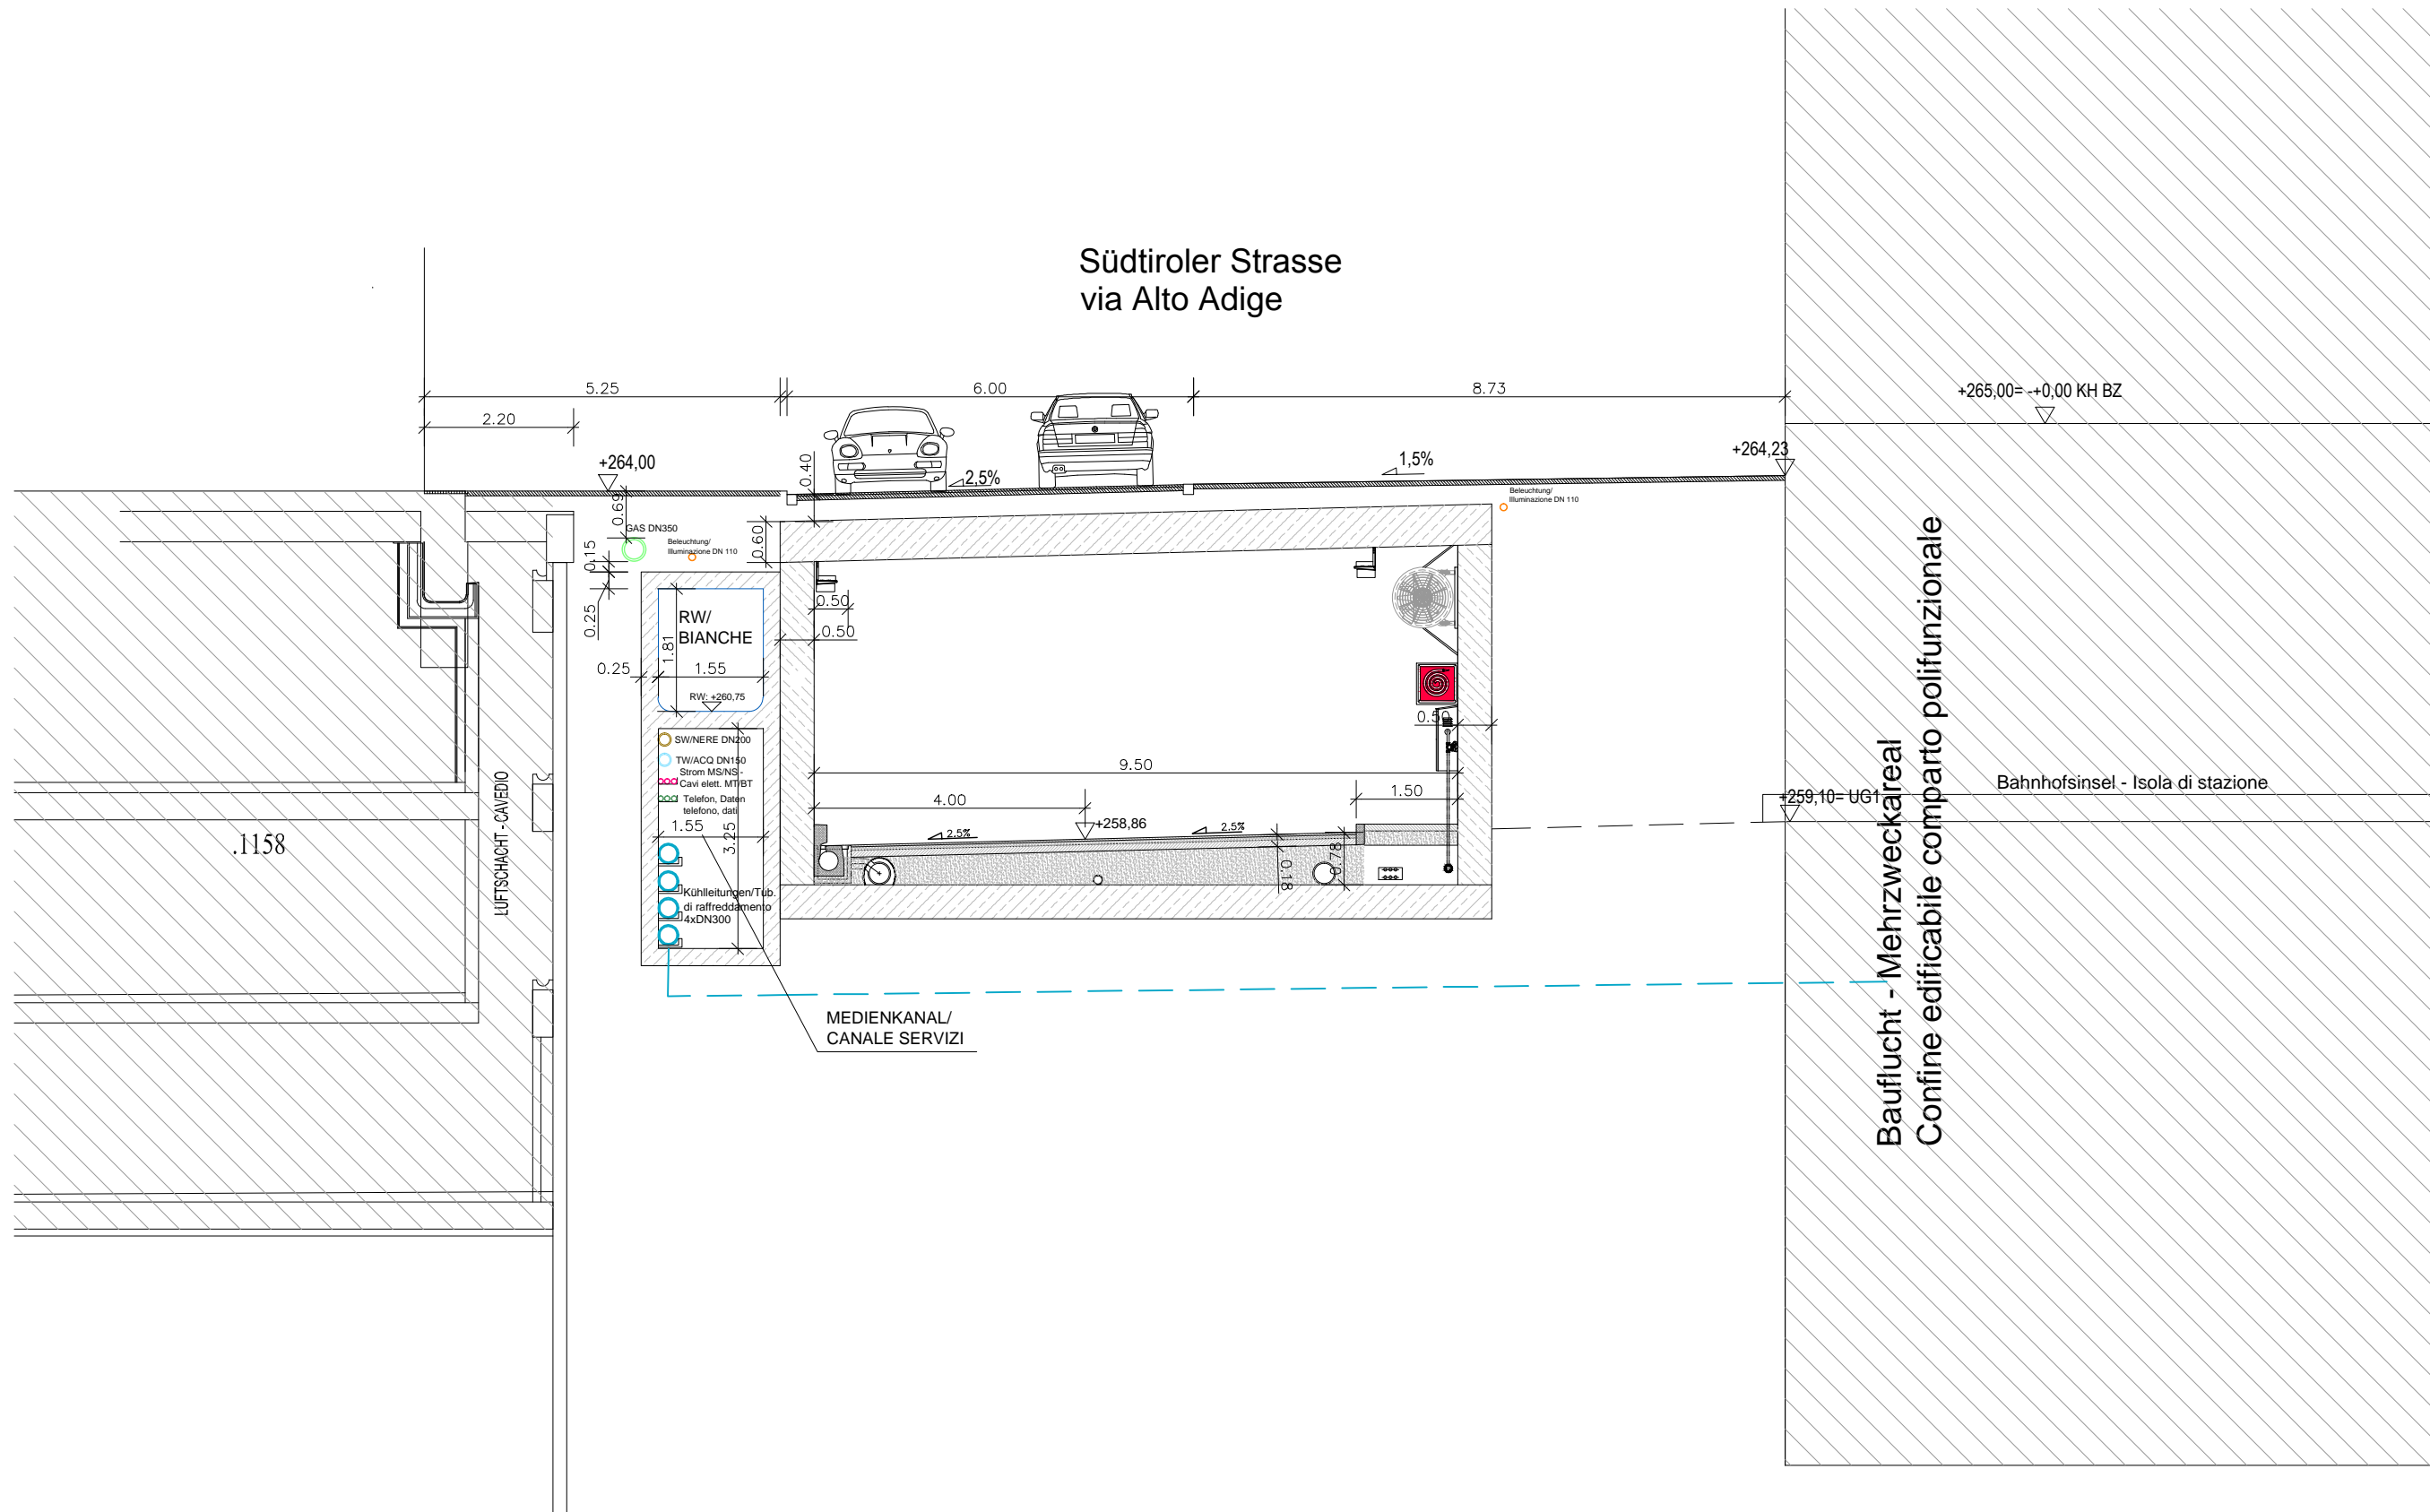 Südtiroler Strasse
via Alto Adige
5.25
6.00
8.73
2.20
+265,00= -+0,00 KH BZ
+264,00
0.40
2,5%
1,5%
+264,23
0.69
GAS DN350
Beleuchtung/
Illuminazione DN 110
0.60
Beleuchtung/
Illuminazione DN 110
0.15
0.25
RW/
BIANCHE
1.81
0.25
1.55
RW: +260,75
0.50
0.50
0.50
SW/NERE DN200
TW/ACQ DN150
Strom MS/NS -
Cavi elett. MT/BT
Telefon, Daten
telefono, dati
1.55
3.25
Kühlleitungen/Tub.
di raffreddamento
4xDN300
9.50
4.00
1.50
+258,86
2.5%
2.5%
0.18
0.78
+259,10= UG1
Bahnhofsinsel - Isola di stazione
.1158
LUFTSCHACHT - CAVEDIO
MEDIENKANAL/
CANALE SERVIZI
Bauflucht - Mehrzweckareal
Confine edificabile comparto polifunzionale